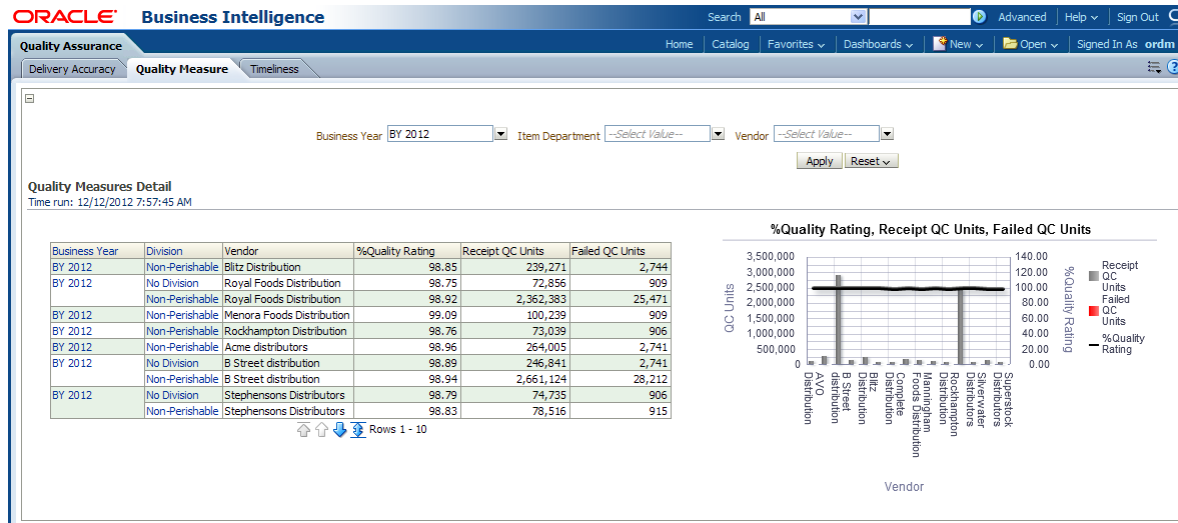 ORACLE Business Intelligence
Search All Advanced Help Sign Out
Quality Assurance
Home Catalog Favorites Dashboards New Open Signed In As ordm
Delivery Accuracy Quality Measure Timeliness
Business Year BY 2012 Item Department --Select Value-- Vendor --Select Value--
Apply Reset
Quality Measures Detail
Time run: 12/12/2012 7:57:45 AM
Business Year Division Vendor %Quality Rating Receipt QC Units Failed QC Units
BY 2012 Non-Perishable Blitz Distribution 98.85 239,271 2,744
BY 2012 No Division Royal Foods Distribution 98.75 72,856 909
Non-Perishable Royal Foods Distribution 98.92 2,362,383 25,471
BY 2012 Non-Perishable Menora Foods Distribution 99.09 100,239 909
BY 2012 Non-Perishable Rockhampton Distribution 98.76 73,039 906
BY 2012 Non-Perishable Acme distributors 98.96 264,005 2,741
BY 2012 No Division B Street distribution 98.89 246,841 2,741
Non-Perishable B Street distribution 98.94 2,661,124 28,212
BY 2012 No Division Stephensons Distributors 98.79 74,735 906
Non-Perishable Stephensons Distributors 98.83 78,516 915
Rows 1 - 10
%Quality Rating, Receipt QC Units, Failed QC Units
QC Units
3,500,000
3,000,000
2,500,000
2,000,000
1,500,000
1,000,000
500,000
0
140.00
120.00
100.00
80.00
60.00
40.00
20.00
0.00
%Quality Rating
Receipt
QC
Units
Failed
QC
Units
%Quality
Rating
AVO
Distribution
B Street
distribution
Blitz
Distribution
Complete
Distribution
Manningham
Foods Distribution
Rockhampton
Distribution
Silverwater
Distributors
Superstock
Distributors
Vendor